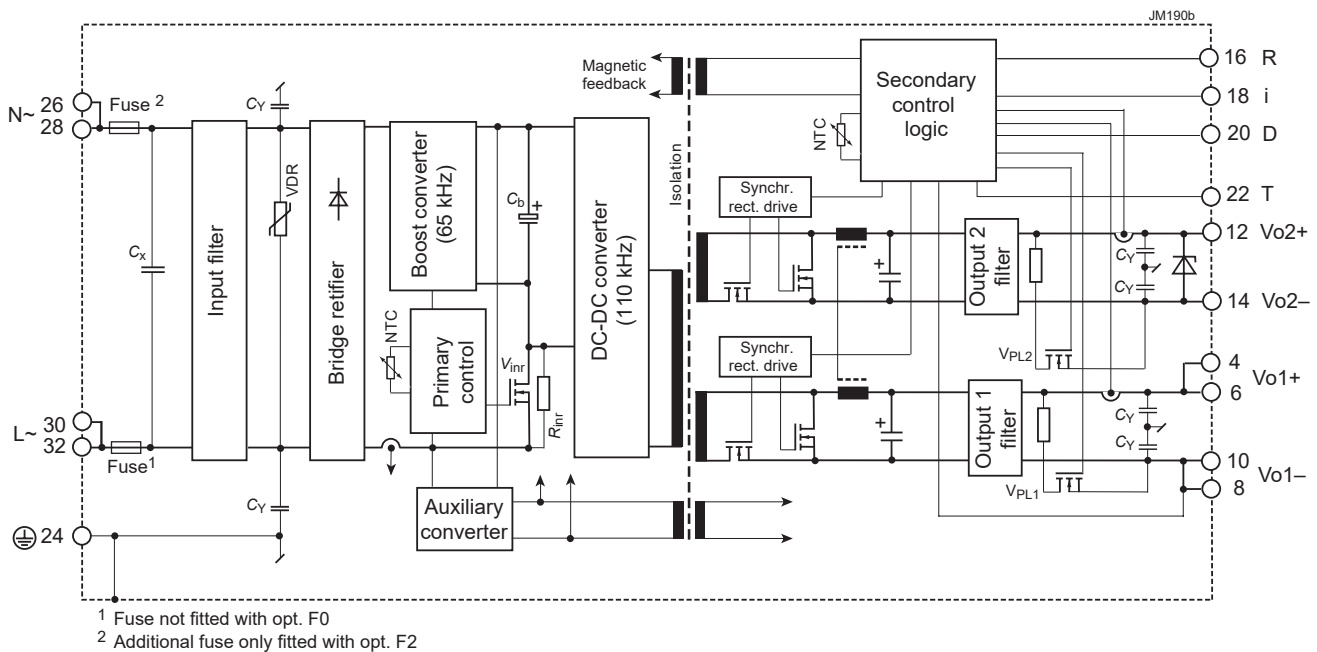 JM190b
N~ 26
28
Fuse 2
CY
VDR
Cx
Input filter
Bridge retifier
Boost converter
(65 kHz)
Cb
+
NTC
Primary
control
Vinr
Rinr
DC-DC converter
(110 kHz)
L~ 30
32
Fuse1
CY
24
Auxiliary
converter
Magnetic
feedback
Isolation
Secondary
control
logic
NTC
Synchr.
rect. drive
+
Output 2
filter
CY
CY
VPL2
Synchr.
rect. drive
+
Output 1
filter
CY
CY
VPL1
16 R
18 i
20 D
22 T
12 Vo2+
14 Vo2–
4
Vo1+
6
10
Vo1–
8
1 Fuse not fitted with opt. F0
2 Additional fuse only fitted with opt. F2